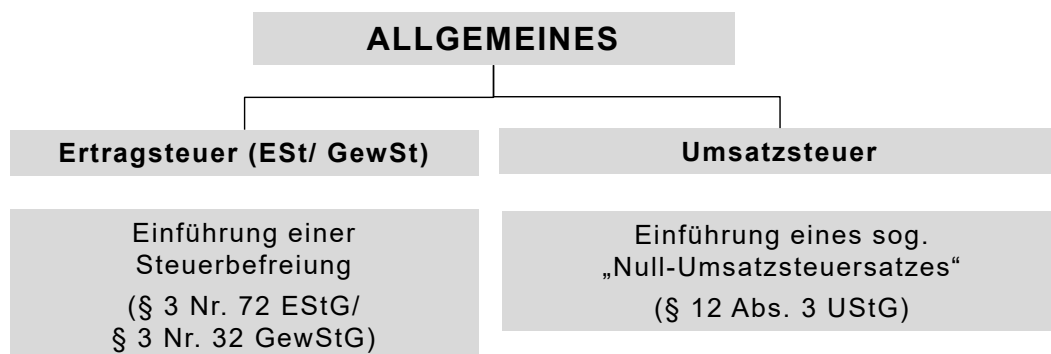 ALLGEMEINES
Ertragsteuer (ESt/ GewSt)
Umsatzsteuer
Einführung einer
Steuerbefreiung
(§ 3 Nr. 72 EStG/
§ 3 Nr. 32 GewStG)
Einführung eines sog.
„Null-Umsatzsteuersatzes“
(§ 12 Abs. 3 UStG)